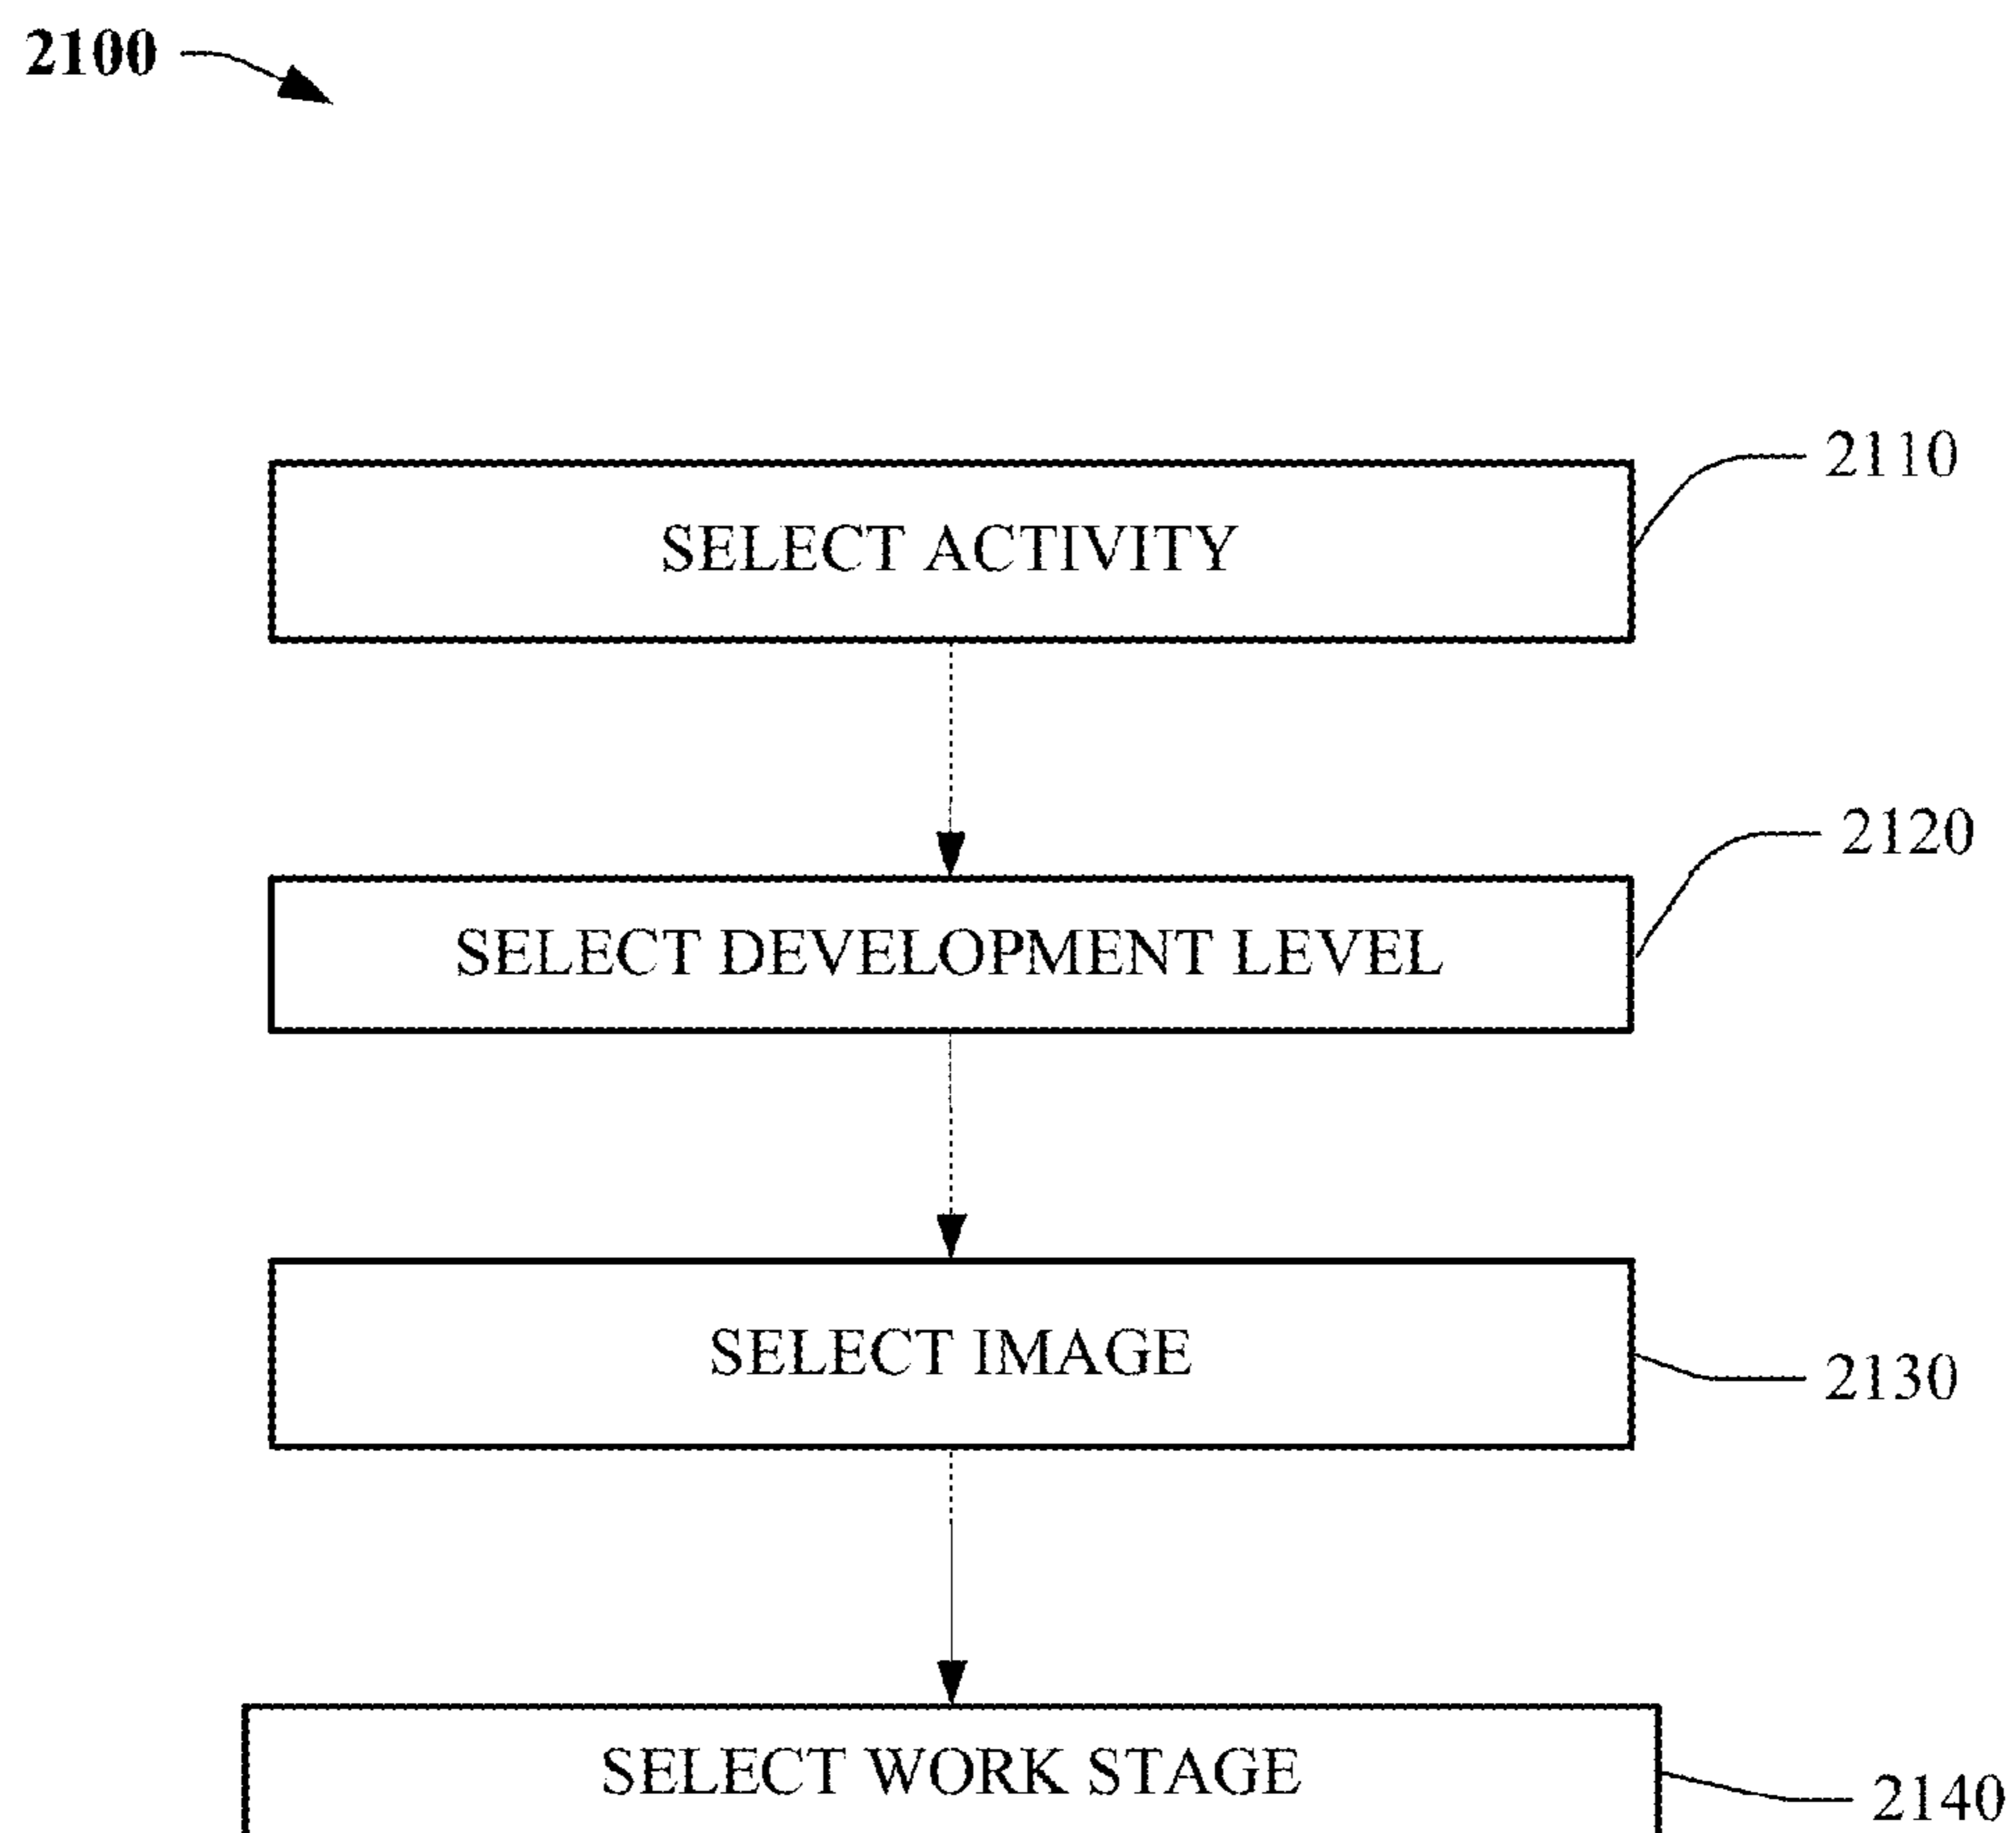 2100
2110
SELECT ACTIVITY
2120
SELECT DEVELOPMENT LEVEL
SELECT IMAGE
2130
SELECT WORK STAGE
2140